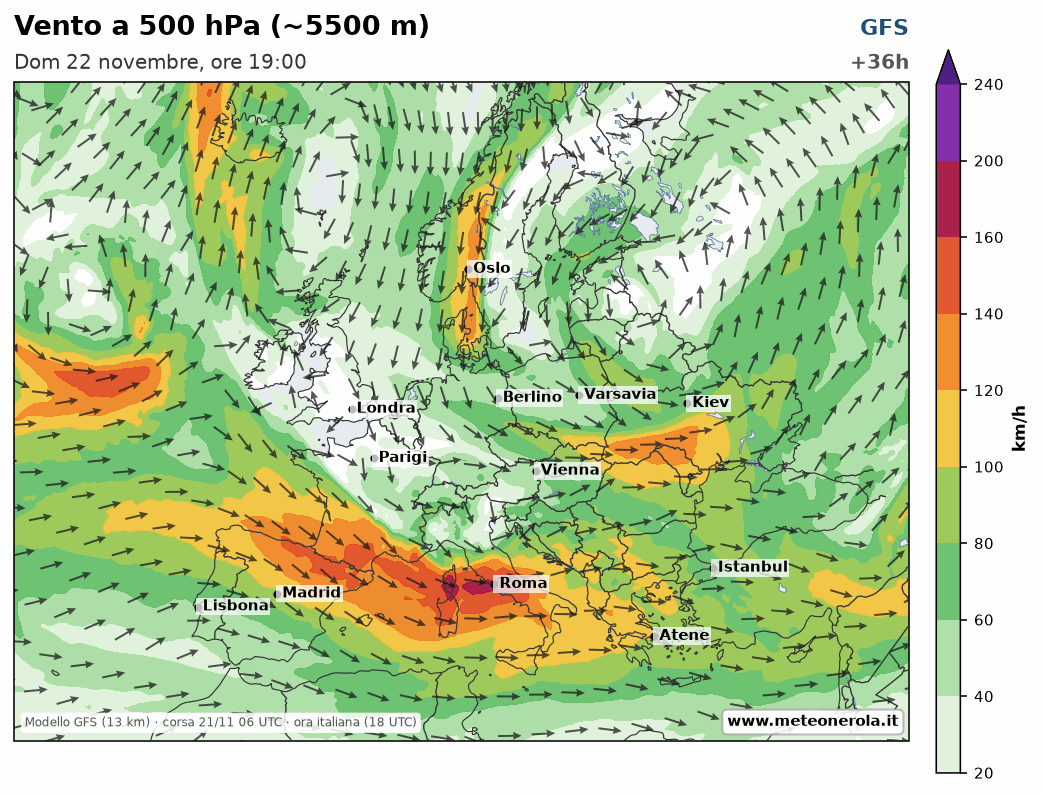 Vento a 500 hPa (~5500 m)
GFS
Dom 22 novembre, ore 19:00
+36h
240
200
160
140
120
100
80
60
40
20
km/h
Oslo
Berlino
Varsavia
Kiev
Londra
Parigi
Vienna
Istanbul
Roma
Madrid
Lisbona
Atene
Modello GFS (13 km) · corsa 21/11 06 UTC · ora italiana (18 UTC)
www.meteonerola.it